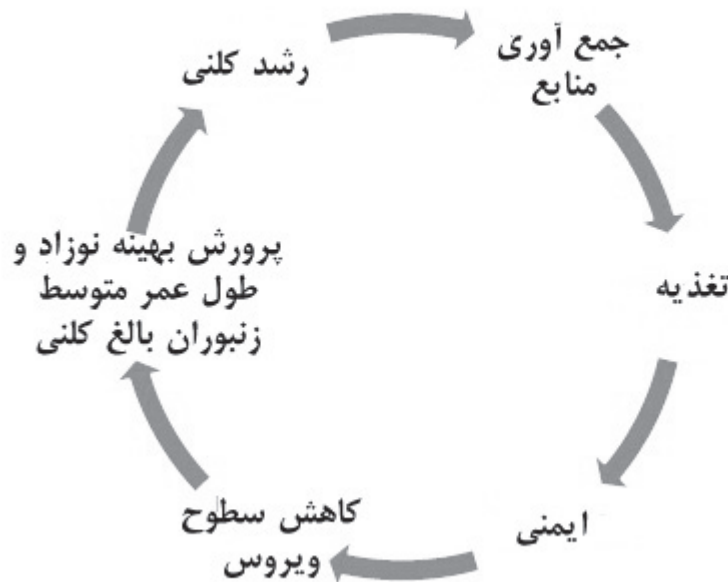 جمع آوری
منابع
تغذیه
ایمنی
کاهش سطوح
ویروس
پرورش بهینه نوزاد و
طول عمر متوسط
زنبوران بالغ کلنی
رشد کلنی